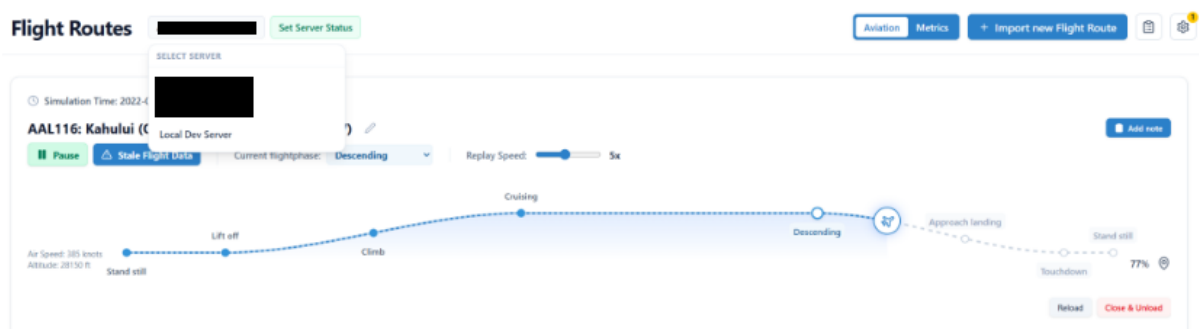 Flight Routes
Set Server Status
Aviation
Metrics
+ Import new Flight Route
1
SELECT SERVER
Local Dev Server
Simulation Time: 2022-
AAL116: Kahului (
Add note
Pause
Stale Flight Data
Current flightphase:
Descending
Replay Speed:
5x
Cruising
Descending
Approach landing
Lift off
Climb
Stand still
Air Speed: 385 knots
Altitude: 28150 ft
Stand still
Touchdown
77%
Reload
Close & Unload